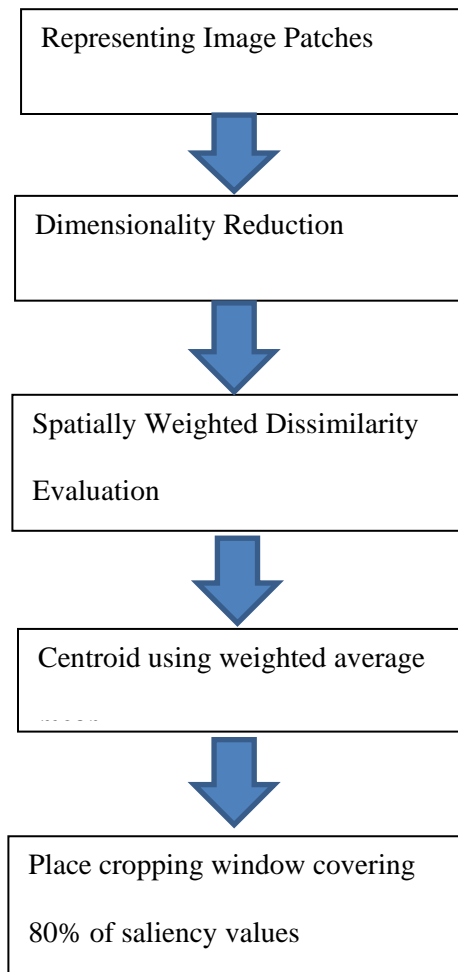 Representing Image Patches
Dimensionality Reduction
Spatially Weighted Dissimilarity
Evaluation
Centroid using weighted average
Place cropping window covering
80% of saliency values